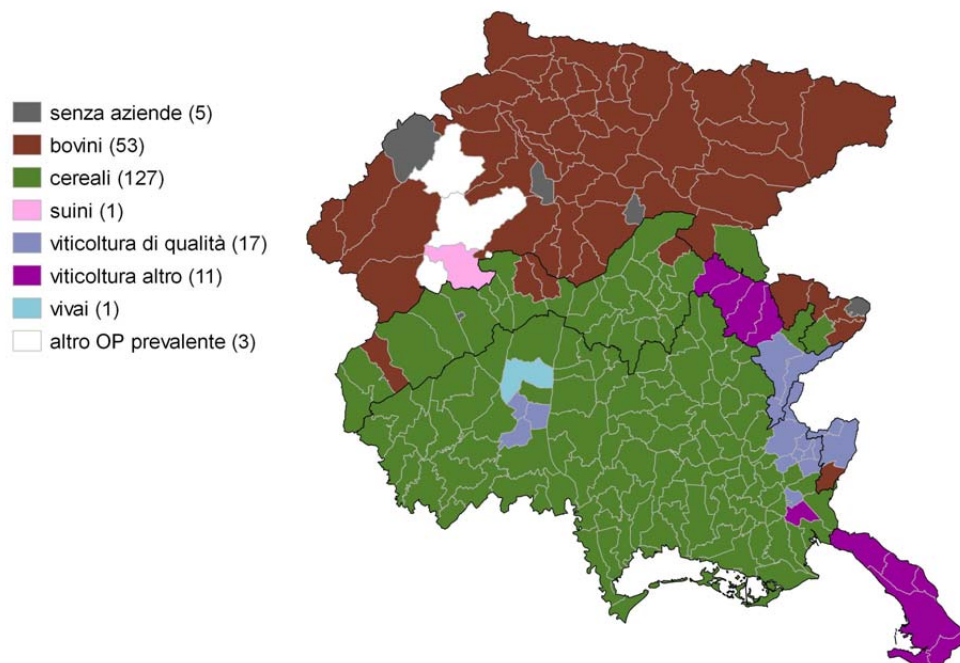 senza aziende (5)
bovini (53)
cereali (127)
suini (1)
viticoltura di qualità (17)
viticoltura altro (11)
vivai (1)
altro OP prevalente (3)